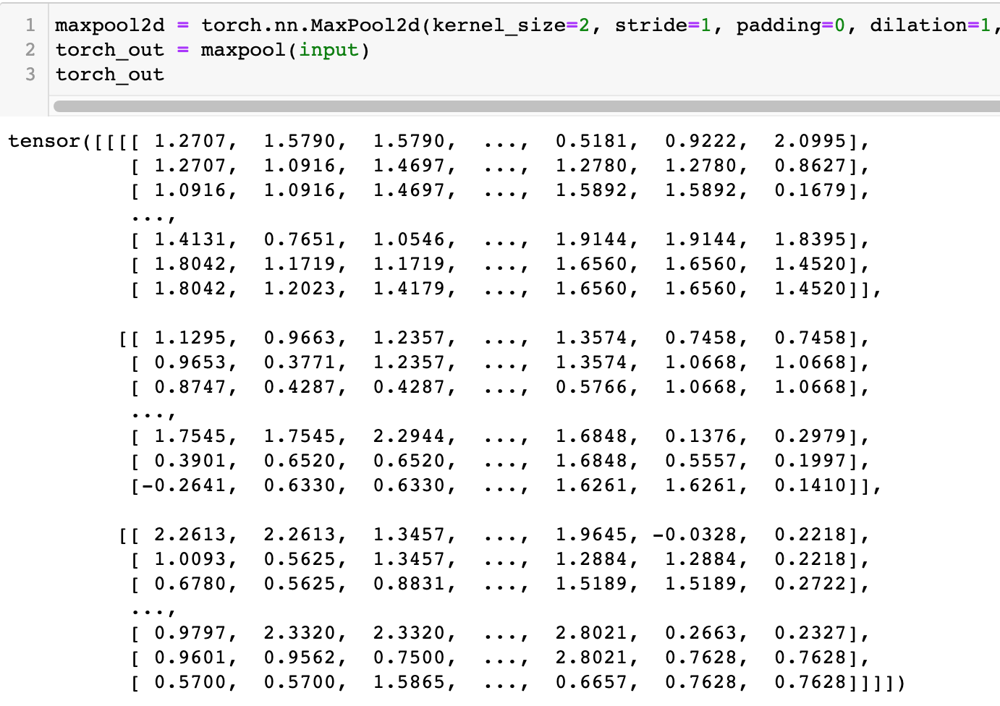 1 maxpool2d = torch.nn.MaxPool2d(kernel_size=2, stride=1, padding=0, dilation=1,
2 torch_out = maxpool(input)
3 torch_out
tensor([[[[ 1.2707, 1.5790, 1.5790, ..., 0.5181, 0.9222, 2.0995],
[ 1.2707, 1.0916, 1.4697, ..., 1.2780, 1.2780, 0.8627],
[ 1.0916, 1.0916, 1.4697, ..., 1.5892, 1.5892, 0.1679],
...,
[ 1.4131, 0.7651, 1.0546, ..., 1.9144, 1.9144, 1.8395],
[ 1.8042, 1.1719, 1.1719, ..., 1.6560, 1.6560, 1.4520],
[ 1.8042, 1.2023, 1.4179, ..., 1.6560, 1.6560, 1.4520]],
[[ 1.1295, 0.9663, 1.2357, ..., 1.3574, 0.7458, 0.7458],
[ 0.9653, 0.3771, 1.2357, ..., 1.3574, 1.0668, 1.0668],
[ 0.8747, 0.4287, 0.4287, ..., 0.5766, 1.0668, 1.0668],
...,
[ 1.7545, 1.7545, 2.2944, ..., 1.6848, 0.1376, 0.2979],
[ 0.3901, 0.6520, 0.6520, ..., 1.6848, 0.5557, 0.1997],
[-0.2641, 0.6330, 0.6330, ..., 1.6261, 1.6261, 0.1410]],
[[ 2.2613, 2.2613, 1.3457, ..., 1.9645, -0.0328, 0.2218],
[ 1.0093, 0.5625, 1.3457, ..., 1.2884, 1.2884, 0.2218],
[ 0.6780, 0.5625, 0.8831, ..., 1.5189, 1.5189, 0.2722],
...,
[ 0.9797, 2.3320, 2.3320, ..., 2.8021, 0.2663, 0.2327],
[ 0.9601, 0.9562, 0.7500, ..., 2.8021, 0.7628, 0.7628],
[ 0.5700, 0.5700, 1.5865, ..., 0.6657, 0.7628, 0.7628]]]])